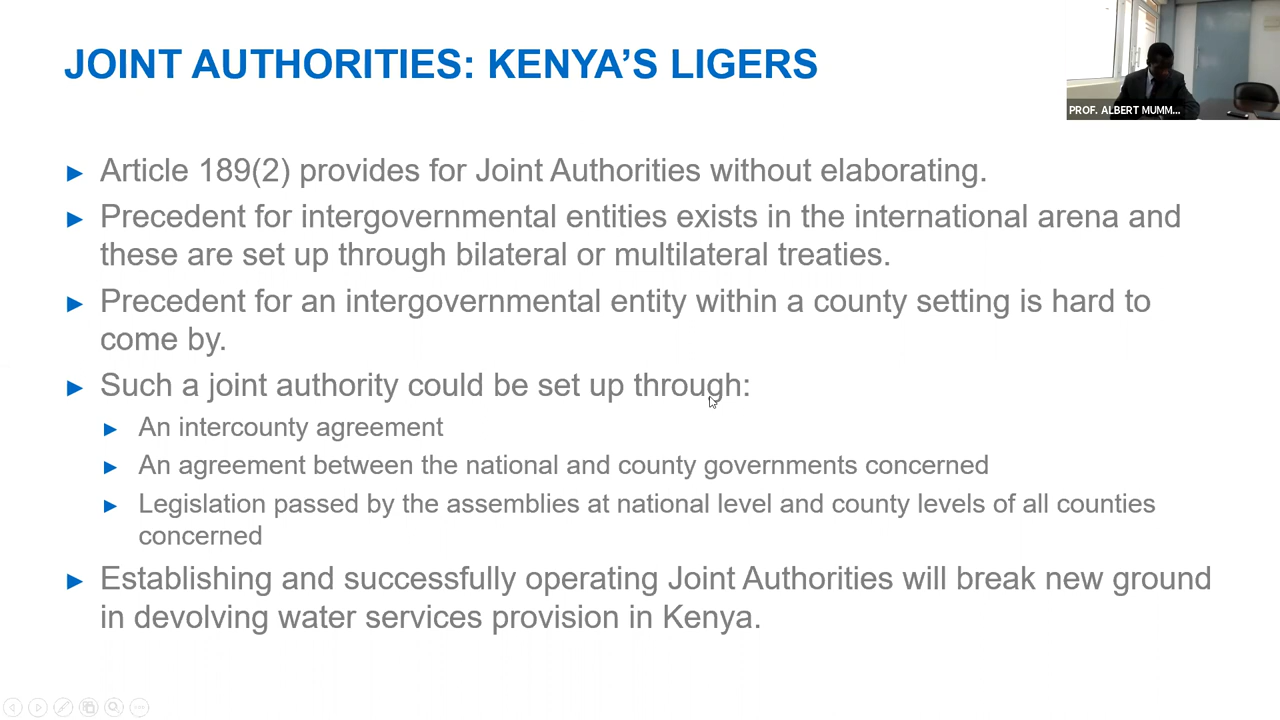 JOINT AUTHORITIES: KENYA'S LIGERS
PROF. ALBERT MUMM...
Article 189(2) provides for Joint Authorities without elaborating.
Precedent for intergovernmental entities exists in the international arena and
these are set up through bilateral or multilateral treaties.
Precedent for an intergovernmental entity within a county setting is hard to
come by.
Such a joint authority could be set up through:
An intercounty agreement
An agreement between the national and county governments concerned
Legislation passed by the assemblies at national level and county levels of all counties
concerned
Establishing and successfully operating Joint Authorities will break new ground
in devolving water services provision in Kenya.